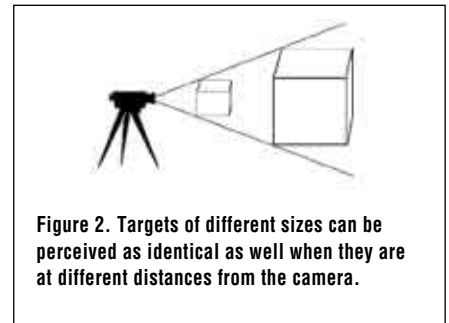 Figure 2. Targets of different sizes can be
perceived as identical as well when they are
at different distances from the camera.